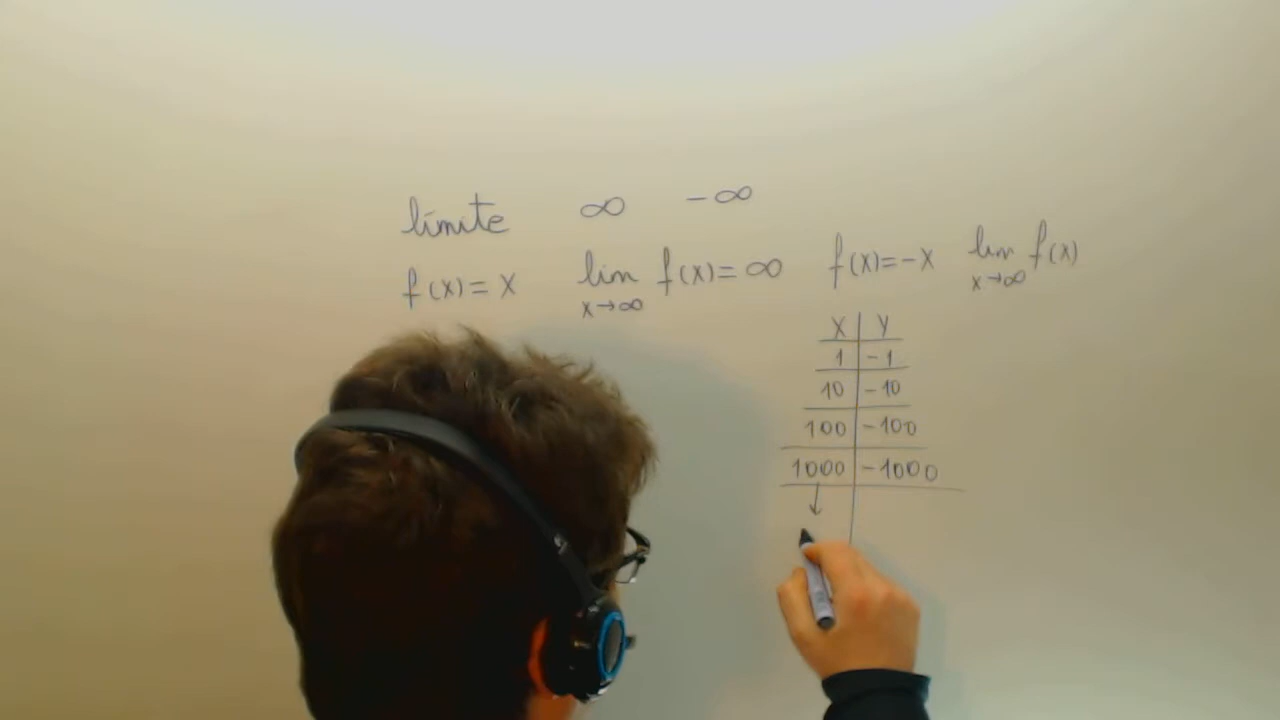 límite ∞ -∞
f(x)=x lim f(x)=∞ f(x)=-x lim f(x)
x→∞ x→∞
X Y
1 -1
10 -10
100 -100
1000 -1000
↓